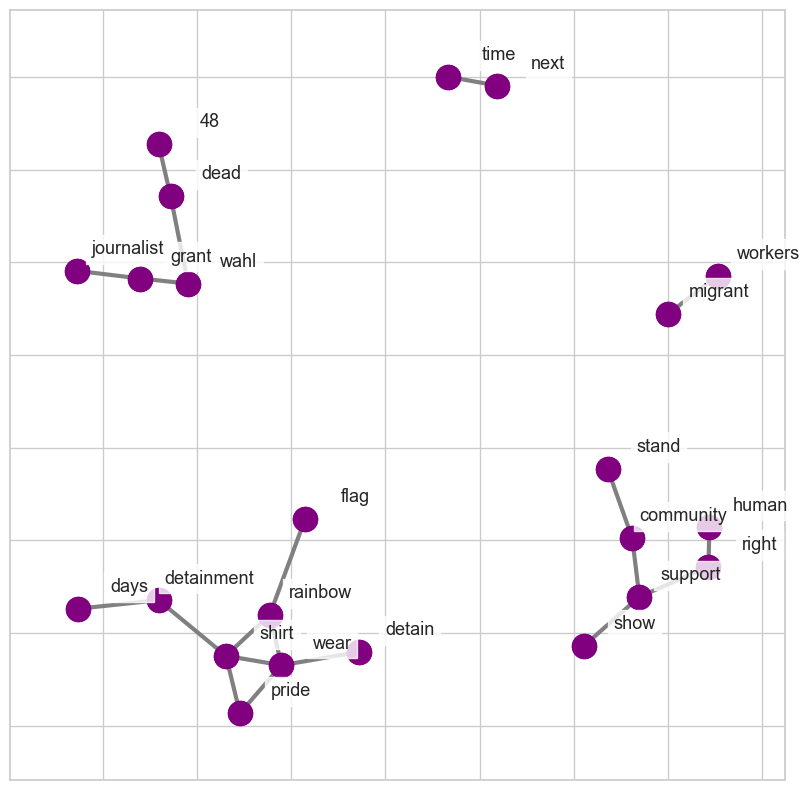 time
next
48
dead
journalist
grant
wahl
workers
migrant
stand
flag
human
community
right
days
detainment
support
rainbow
show
shirt
wear
detain
pride